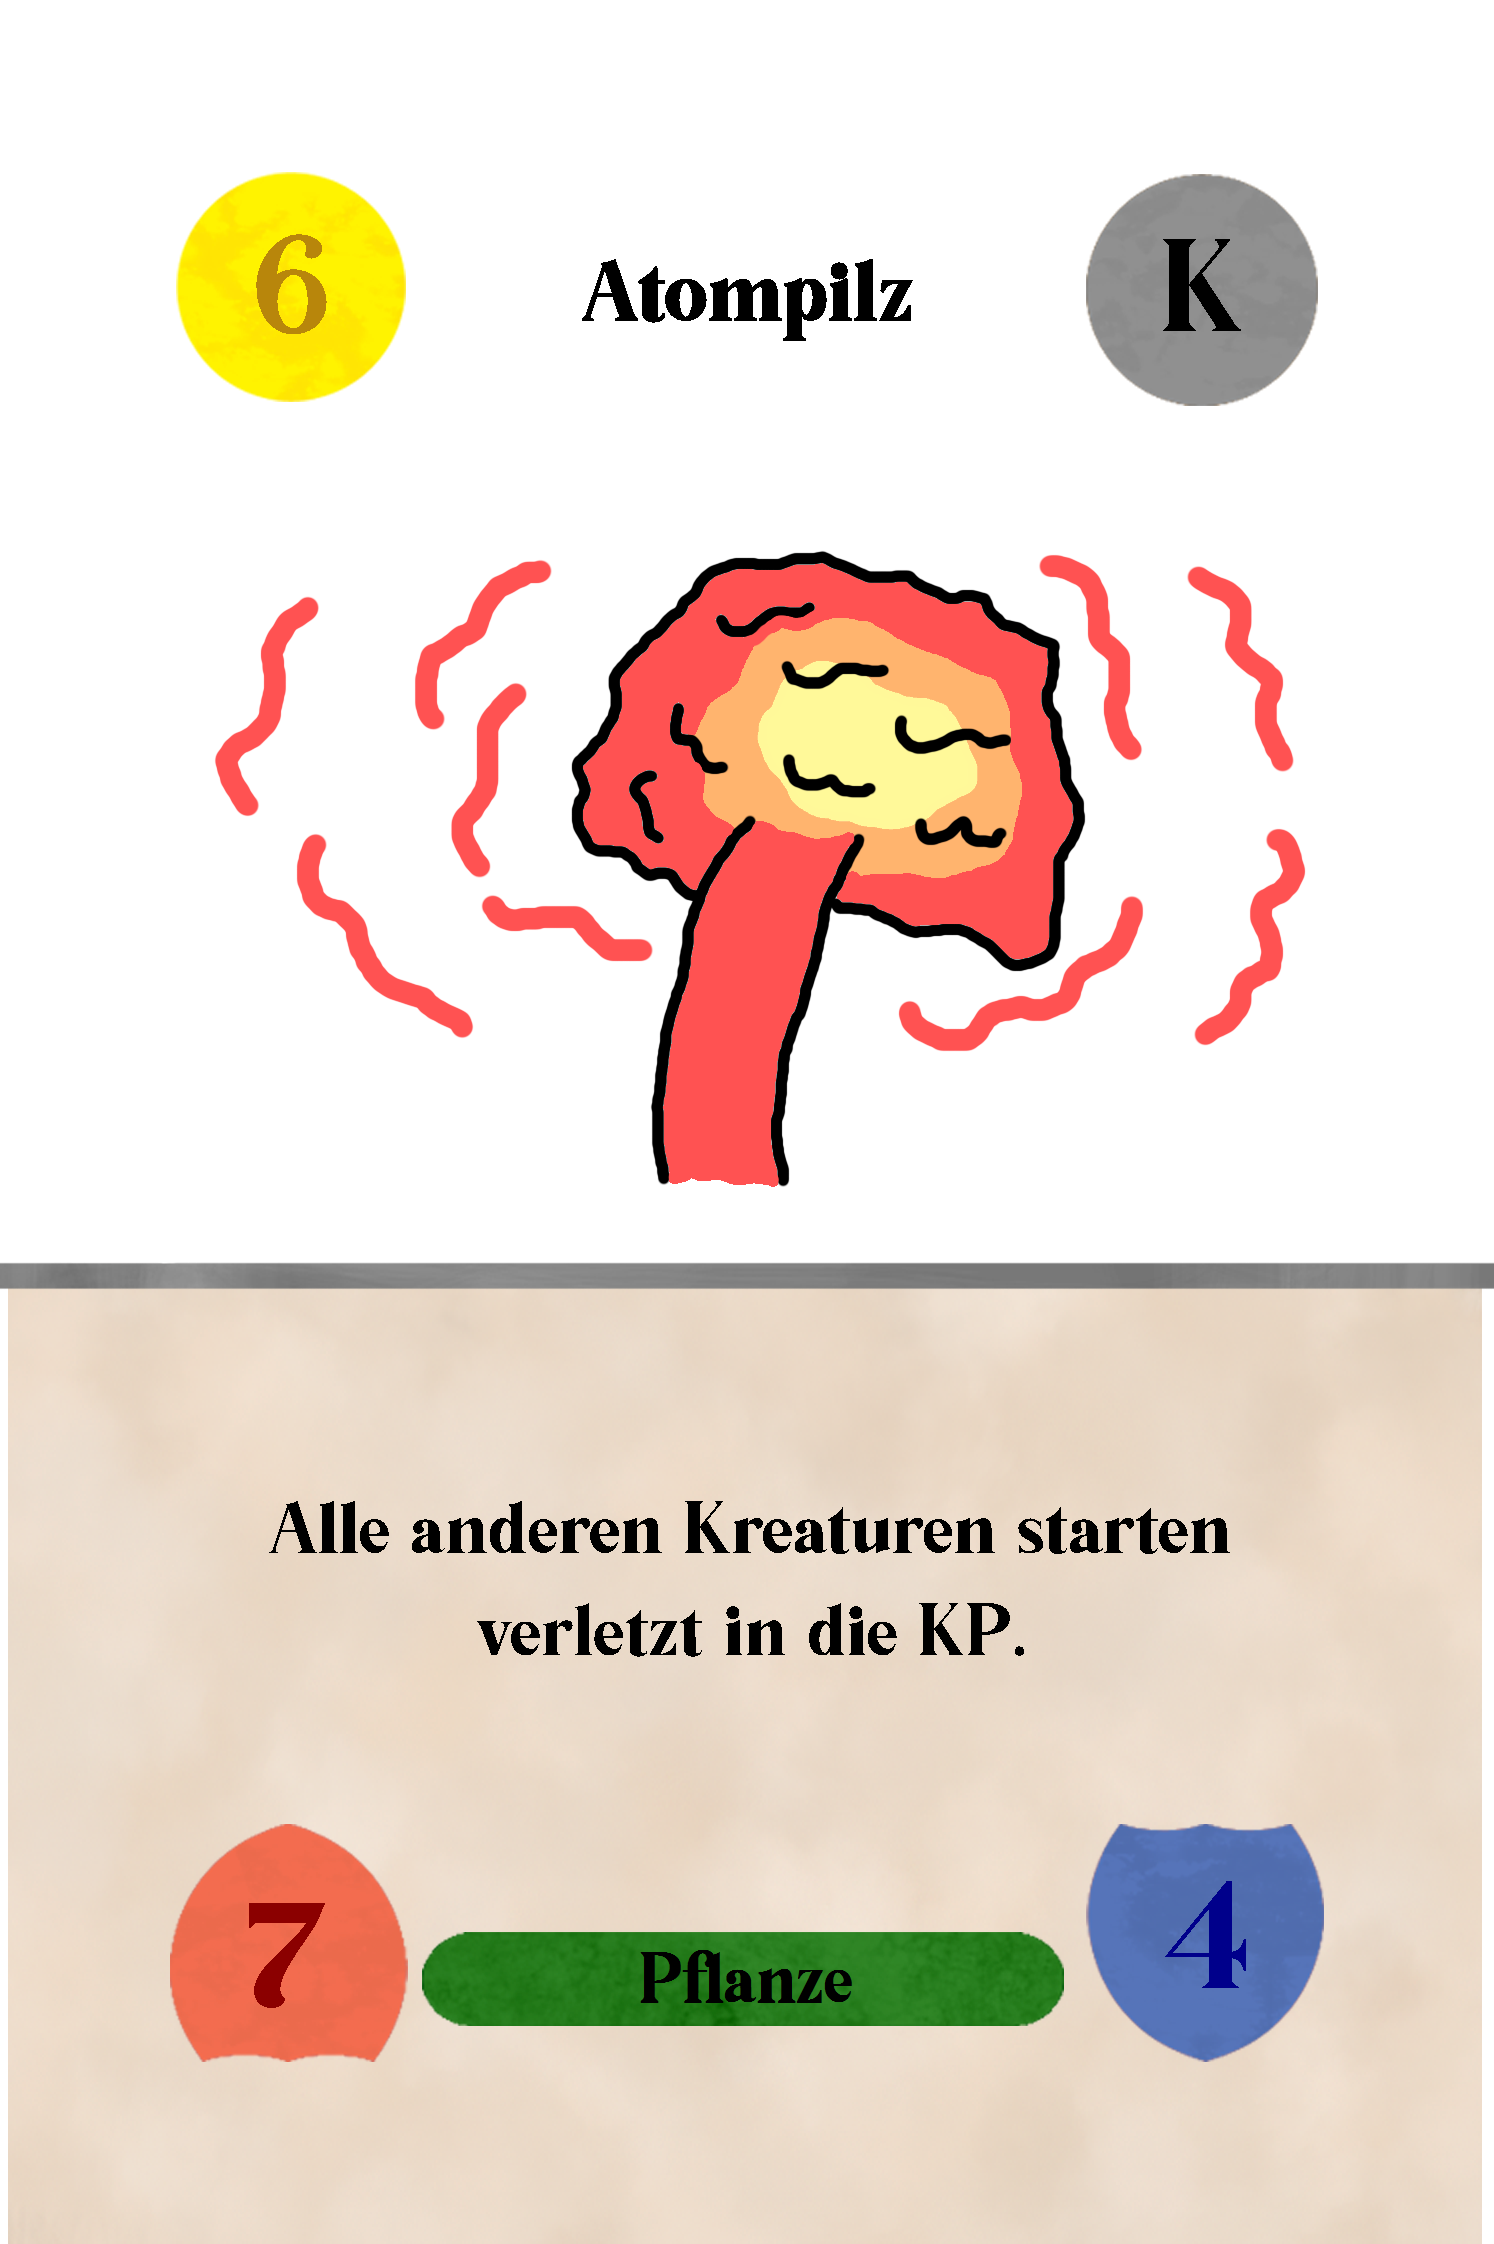 6
Atompilz
K
Alle anderen Kreaturen starten
verletzt in die KP.
7
Pflanze
4